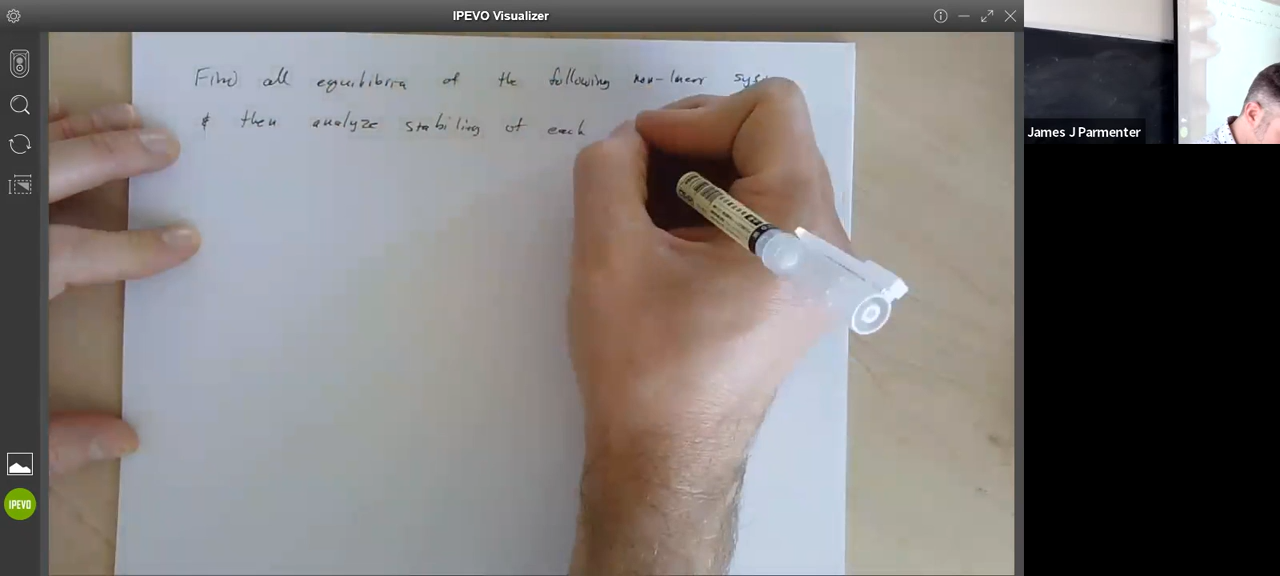 IPEVO Visualizer
Find all equilibria of the following non-linear
& then analyze stability of each
James J Parmenter
IPEVO